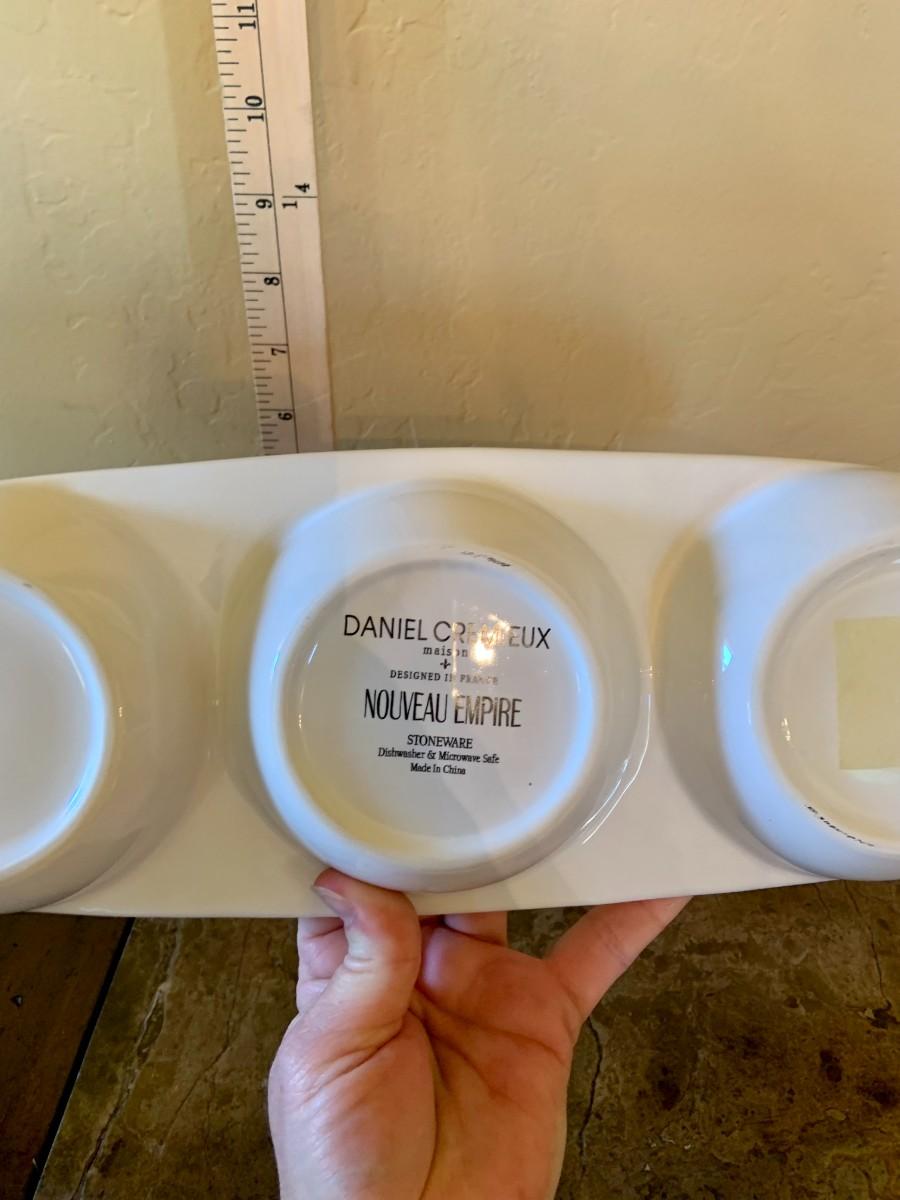 11
10
9
1 4
8
7
6
DANIEL CREMIEUX
maison
DESIGNED IN FRANCE
NOUVEAU EMPIRE
STONEWARE
Dishwasher & Microwave Safe
Made In China